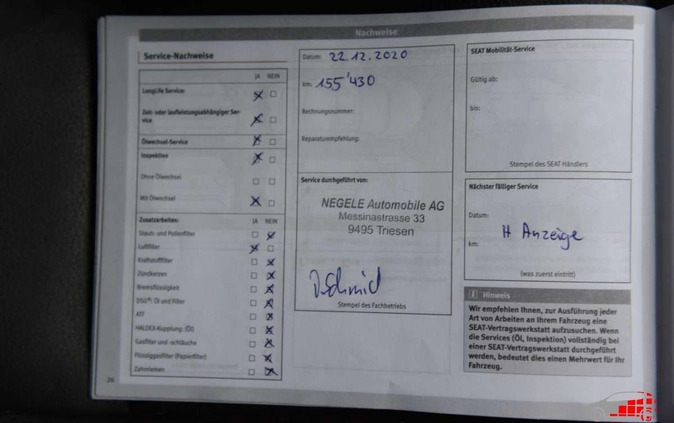 Nachweise
Service-Nachweise
JA NEIN
LongLife Service:
Zeit- oder laufleistungsabhängiger Ser-
vice
Ölwechsel-Service
Inspektion
Ohne Ölwechsel
Mit Ölwechsel
Zusatzarbeiten: JA NEIN
Staub- und Pollenfilter
Luftfilter
Kraftstofffilter
Zündkerzen
Bremsflüssigkeit
DSG®: Öl und Filter
ATF
HALDEX-Kupplung: (Öl)
Gasfilter und -schläuche
Flüssiggasfilter (Papierfilter)
Zahnriemen
26
Datum: 22.12.2020
km: 155'430
Rechnungsnummer:
Reparaturempfehlung:
Service durchgeführt von:
NEGELE Automobile AG
Messinastrasse 33
9495 Triesen
Stempel des Fachbetriebs
SEAT Mobilität-Service
Gültig ab:
bis:
Stempel des SEAT Händlers
Nächster fälliger Service
Datum:
km: Anzeige
(was zuerst eintritt)
i Hinweis
Wir empfehlen Ihnen, zur Ausführung jeder
Art von Arbeiten an Ihrem Fahrzeug eine
SEAT-Vertragswerkstatt aufzusuchen. Wenn
die Services (Öl, Inspektion) vollständig bei
einer SEAT-Vertragswerkstatt durchgeführt
werden, bedeutet dies einen Mehrwert für Ihr
Fahrzeug.